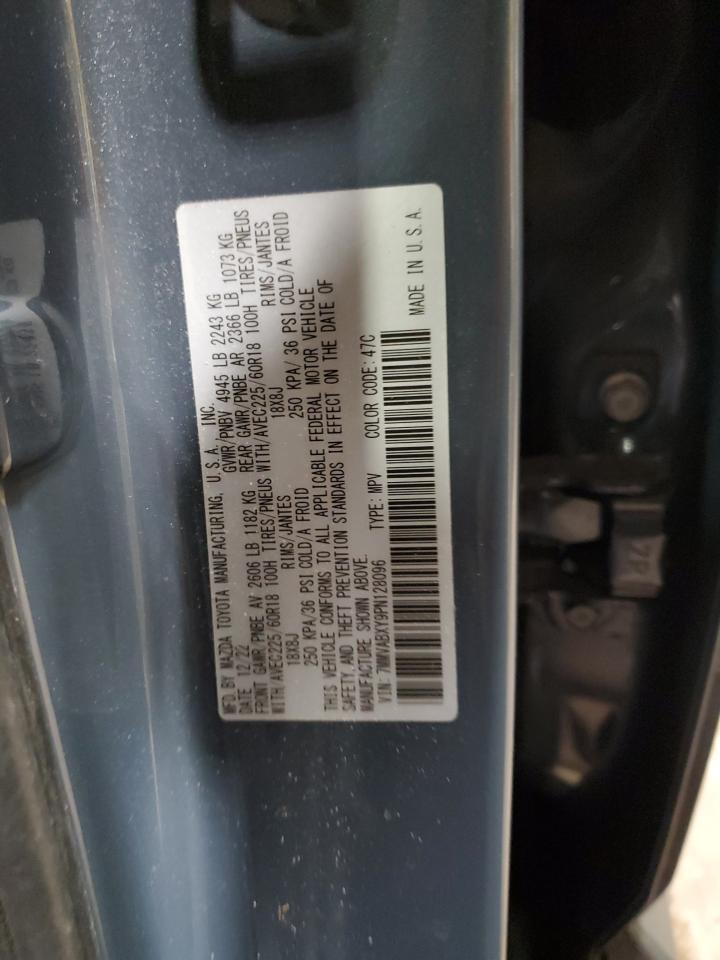 MFD. BY MAZDA TOYOTA MANUFACTURING, U.S.A. INC.
DATE 12/22 GVWR/PNBV 4945 LB 2243 KG
FRONT GAWR/PNBE AV 2606 LB 1182 KG REAR GAWR/PNBE AR 2366 LB 1073 KG
WITH/AVEC225/60R18 100H TIRES/PNEUS WITH/AVEC225/60R18 100H TIRES/PNEUS
18X8J RIMS/JANTES 18X8J RIMS/JANTES
250 KPA/36 PSI COLD/A FROID 250 KPA/ 36 PSI COLD/A FROID
THIS VEHICLE CONFORMS TO ALL APPLICABLE FEDERAL MOTOR VEHICLE
SAFETY, AND THEFT PREVENTION STANDARDS IN EFFECT ON THE DATE OF
MANUFACTURE SHOWN ABOVE.
VIN: 7MMVABXY9PN128096 TYPE: MPV COLOR CODE: 47C
MADE IN U.S.A.